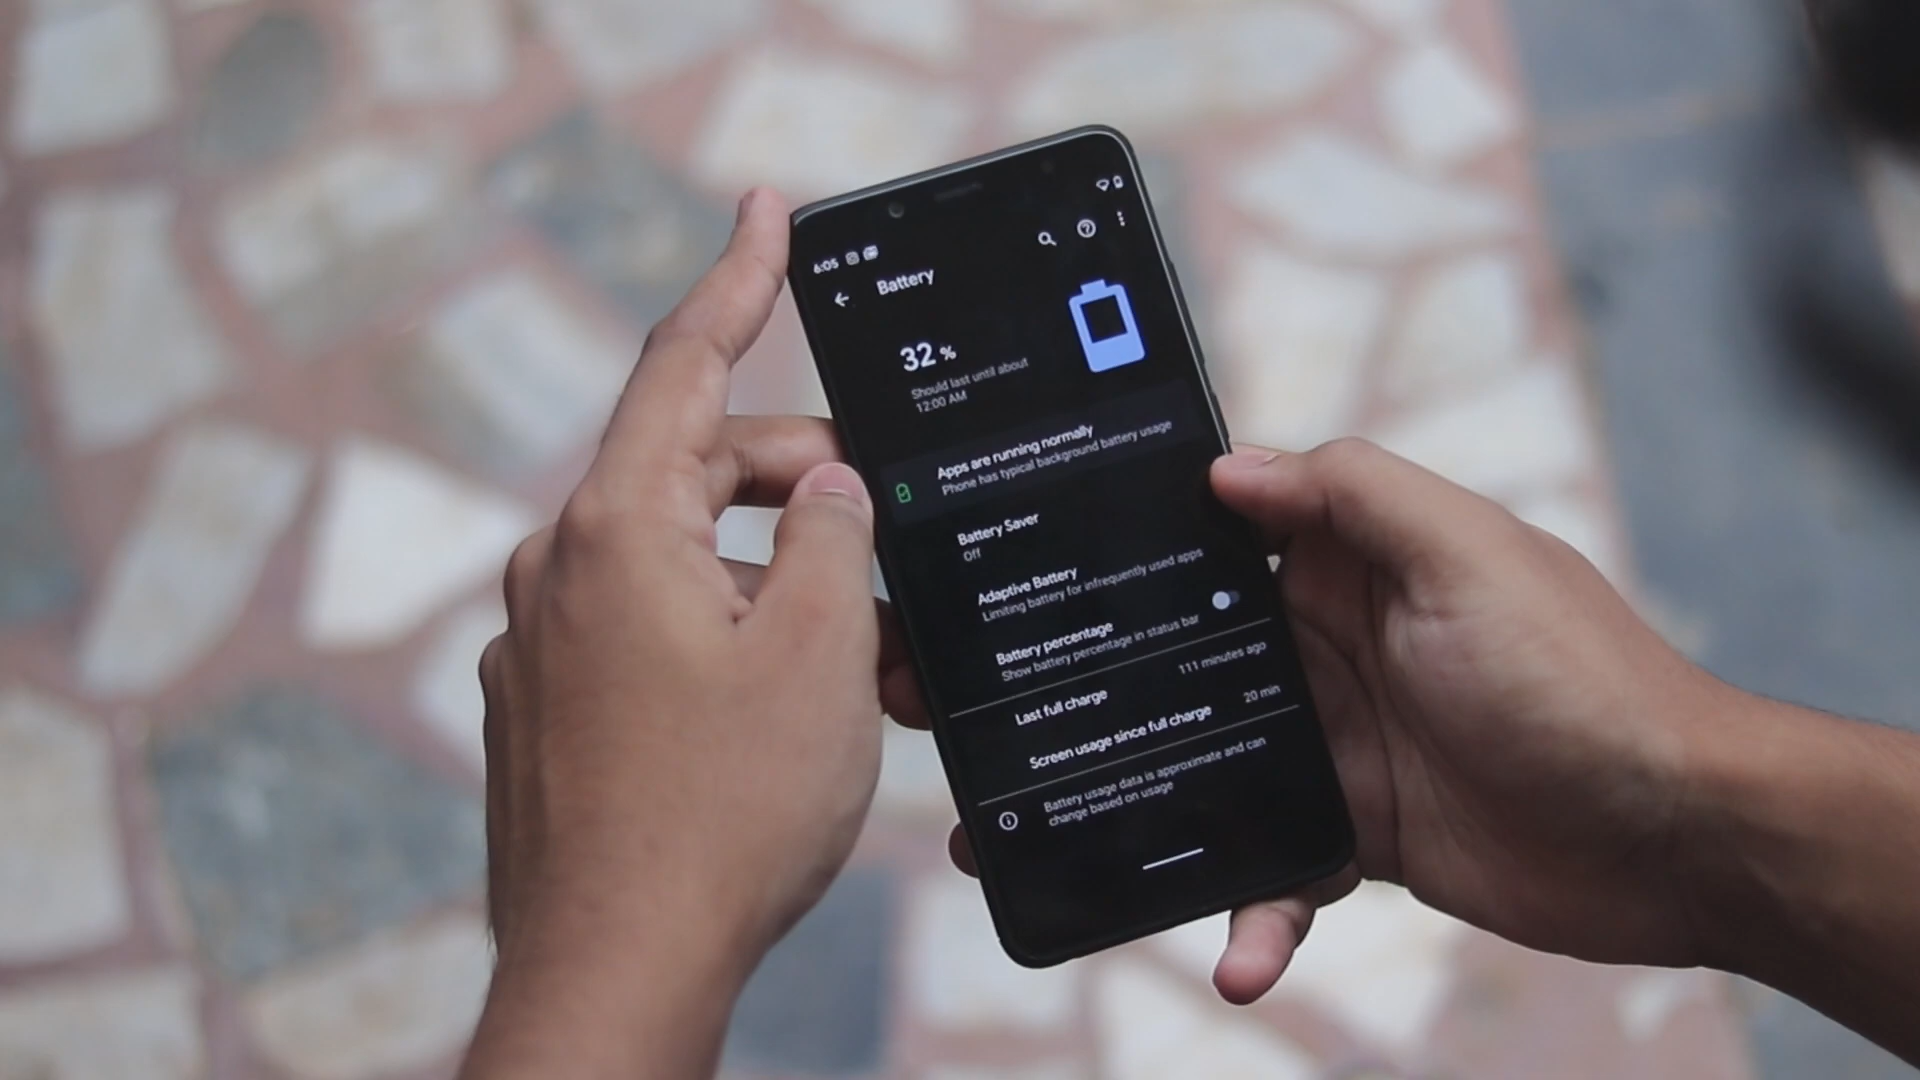 6:05
Battery
32 %
Should last until about
12:00 AM
Apps are running normally
Phone has typical background battery usage
Battery Saver
Off
Adaptive Battery
Limiting battery for infrequently used apps
Battery percentage
Show battery percentage in status bar
Last full charge
111 minutes ago
Screen usage since full charge
20 min
Battery usage data is approximate and can
change based on usage